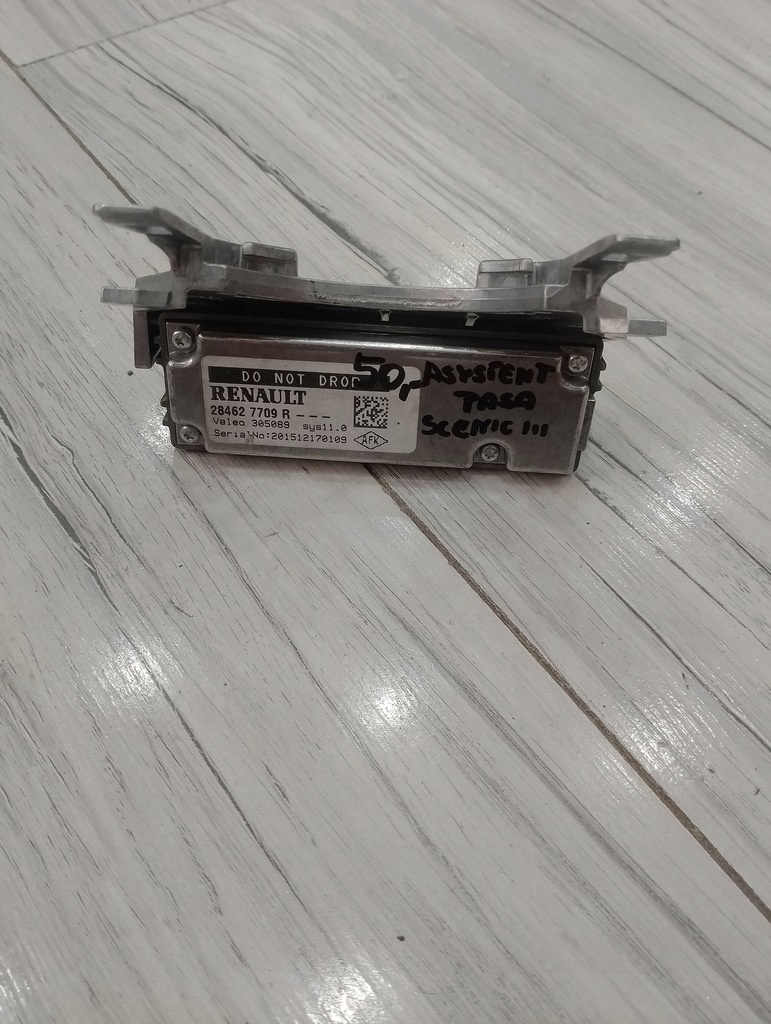 DO NOT DROP
RENAULT
28462 7709 R ---
Valeo 305089 sys11.0
Serial No:201512170109
AFK
50,-
ASYSTENT
PASA
SCENIC III